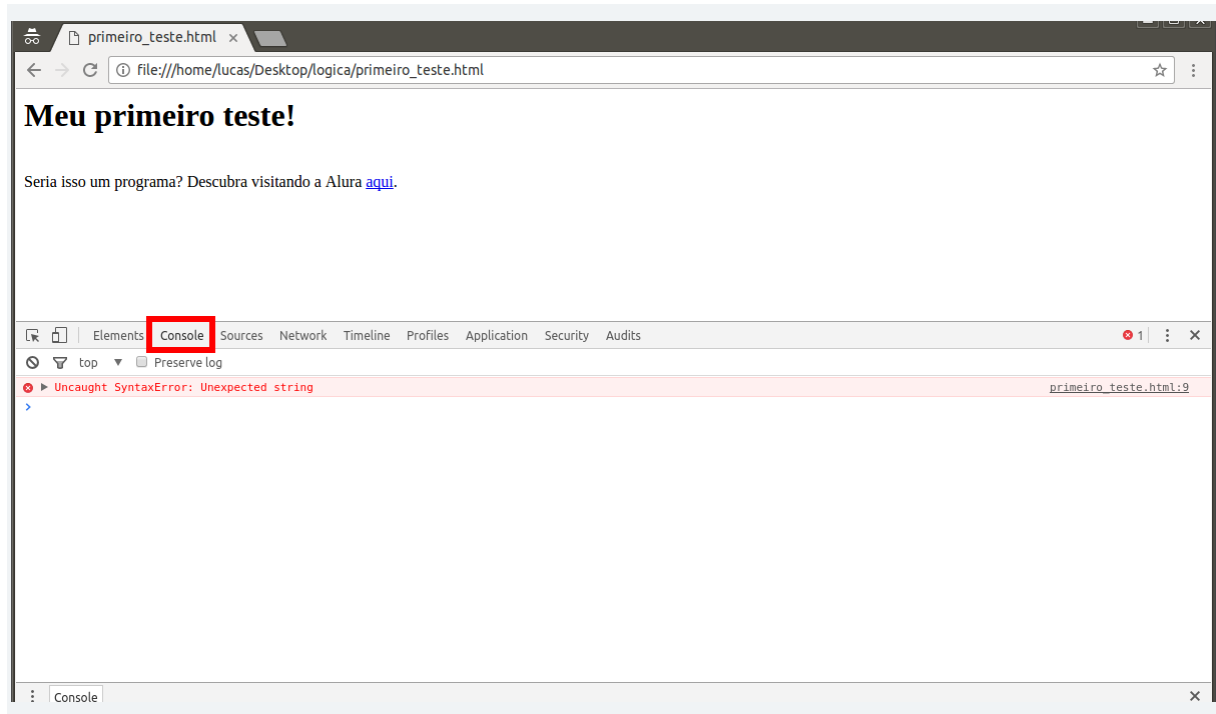 primeiro_teste.html ×
file:///home/lucas/Desktop/logica/primeiro_teste.html
Meu primeiro teste!
Seria isso um programa? Descubra visitando a Alura aqui.
Elements Console Sources Network Timeline Profiles Application Security Audits 1
top Preserve log
Uncaught SyntaxError: Unexpected string primeiro_teste.html:9
Console